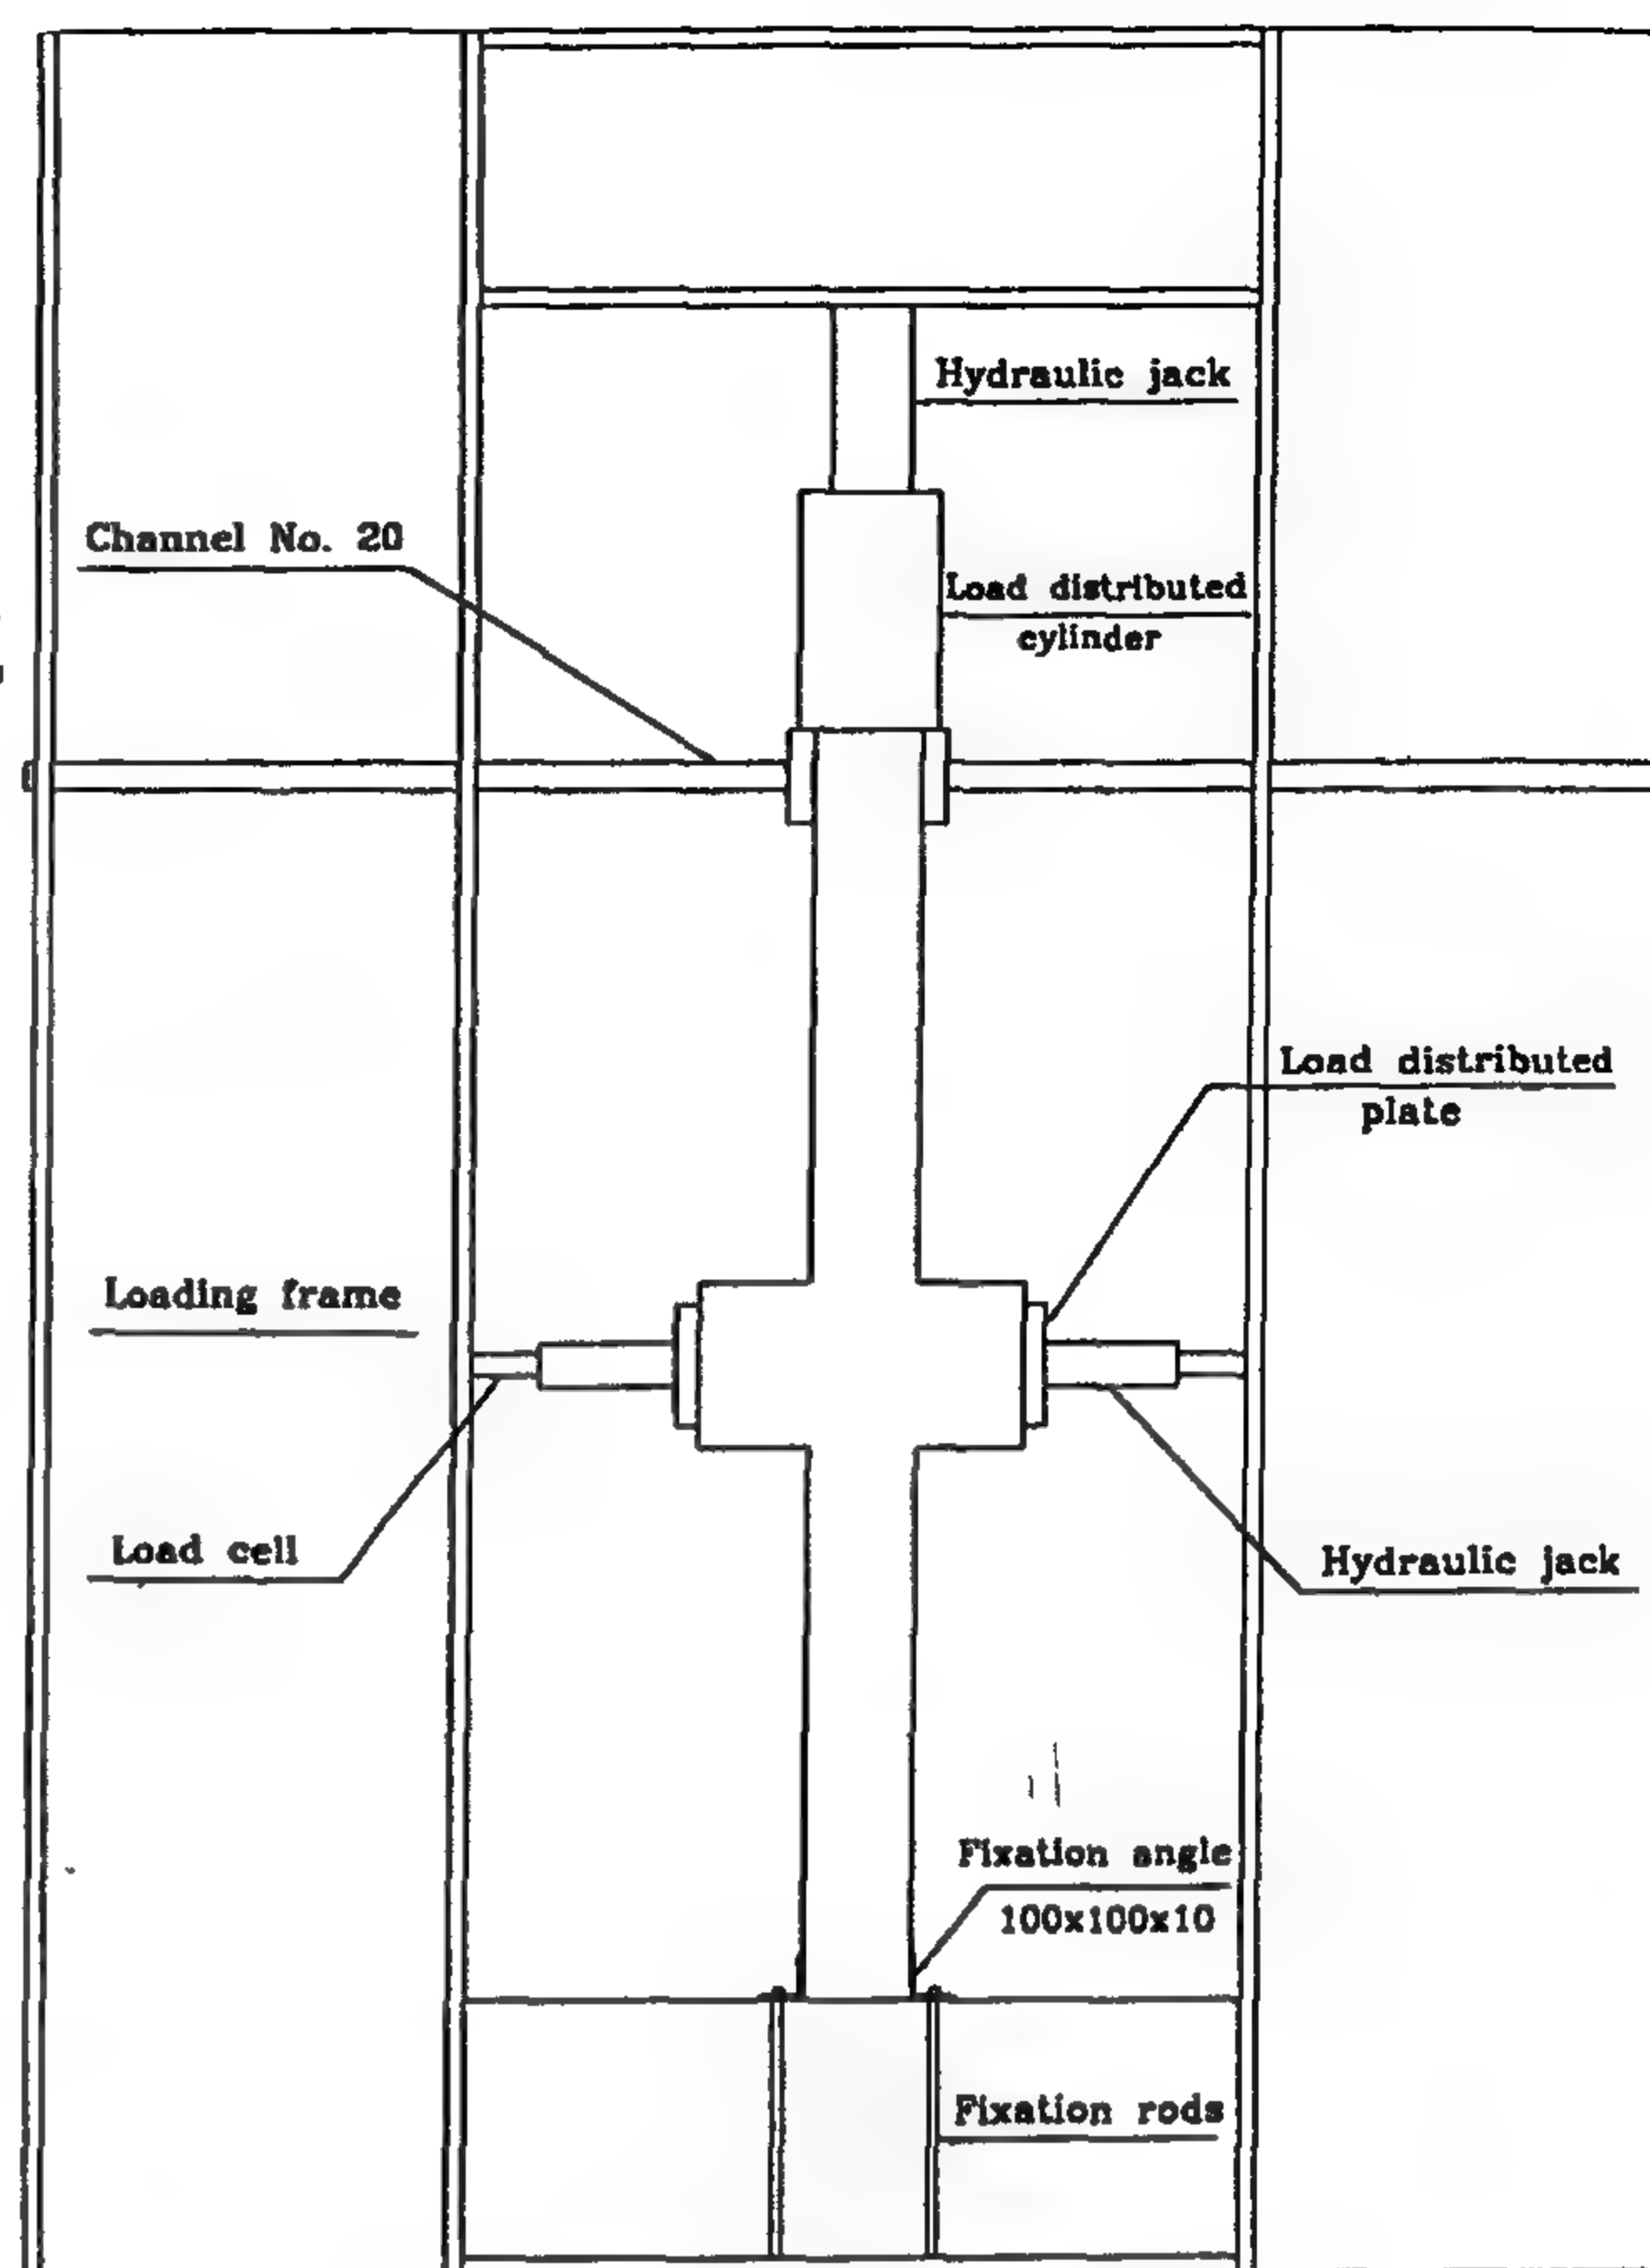 Hydraulic jack
Channel No. 20
Load distributed
cylinder
Load distributed
plate
Loading frame
Load cell
Hydraulic jack
Fixation angle
100x100x10
Fixation rods